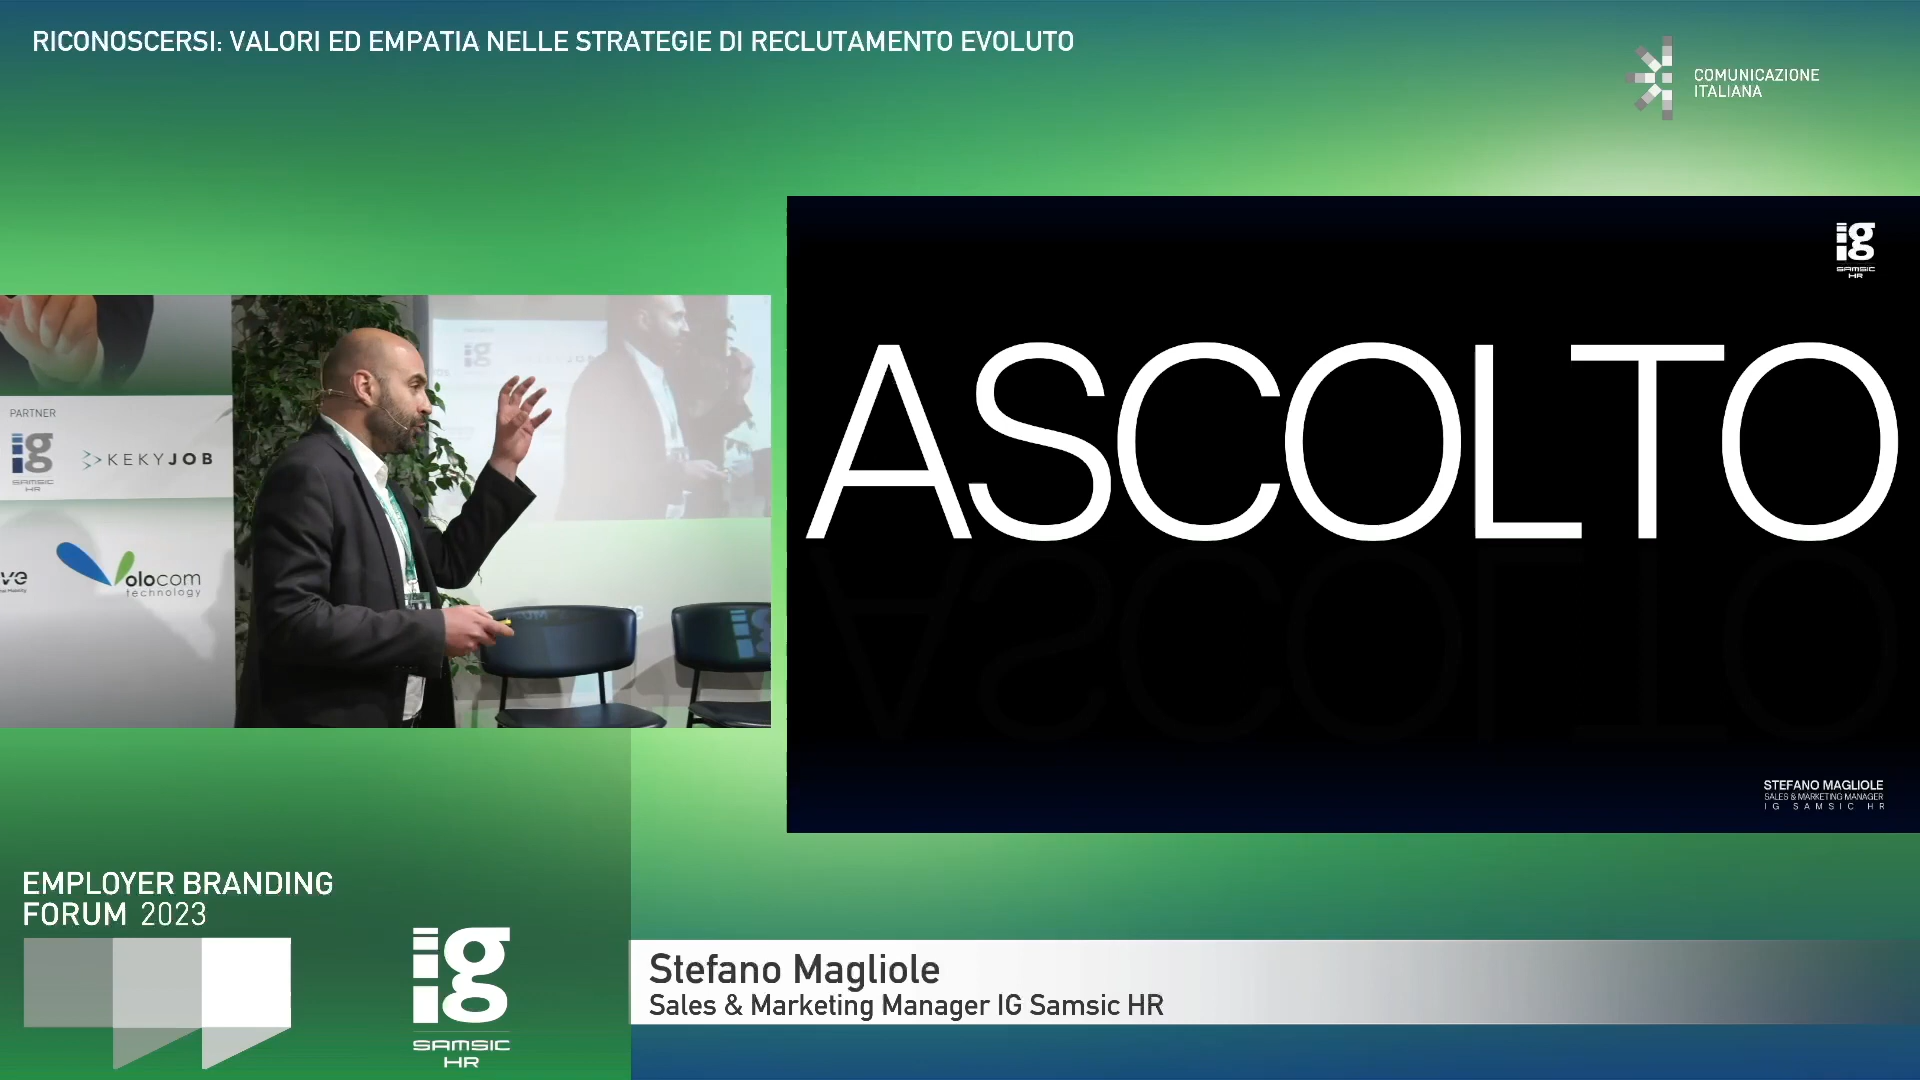 RICONOSCERSI: VALORI ED EMPATIA NELLE STRATEGIE DI RECLUTAMENTO EVOLUTO
COMUNICAZIONE
ITALIANA
ig
SAMSIC
HR
ASCOLTO
STEFANO MAGLIOLE
SALES & MARKETING MANAGER
IG SAMSIC HR
PARTNER
ig
SAMSIC
HR
KEKYJOB
Volocom
technology
EMPLOYER BRANDING
FORUM 2023
ig
SAMSIC
HR
Stefano Magliole
Sales & Marketing Manager IG Samsic HR